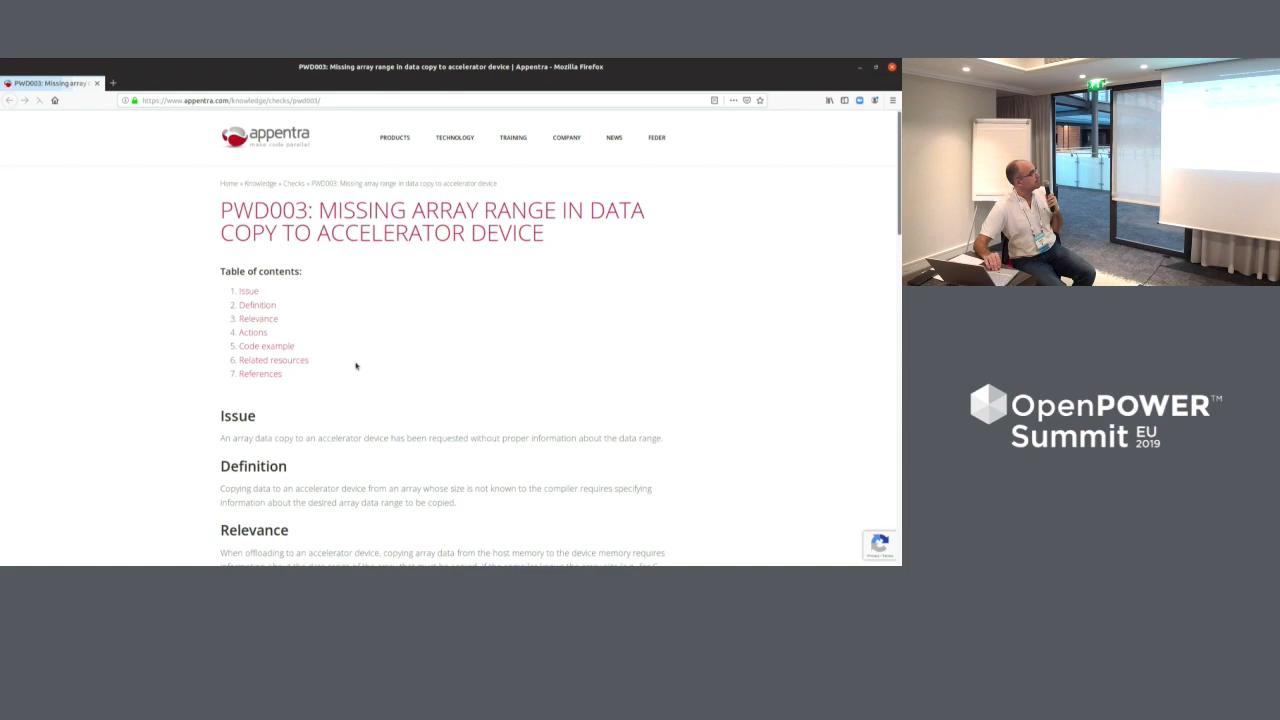 PWD003: Missing array range in data copy to accelerator device | Appentra - Mozilla Firefox
PWD003: Missing array r
https://www.appentra.com/knowledge/checks/pwd003/
appentra
make code parallel
PRODUCTS TECHNOLOGY TRAINING COMPANY NEWS FEDER
Home » Knowledge » Checks » PWD003: Missing array range in data copy to accelerator device
PWD003: MISSING ARRAY RANGE IN DATA
COPY TO ACCELERATOR DEVICE
Table of contents:
1. Issue
2. Definition
3. Relevance
4. Actions
5. Code example
6. Related resources
7. References
Issue
An array data copy to an accelerator device has been requested without proper information about the data range.
Definition
Copying data to an accelerator device from an array whose size is not known to the compiler requires specifying
information about the desired array data range to be copied.
Relevance
When offloading to an accelerator device, copying array data from the host memory to the device memory requires
Privacy - Terms
OpenPOWER™
Summit EU
2019